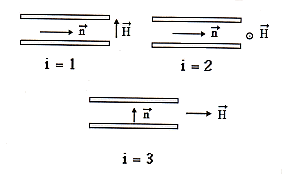 n⃗ H⃗ n⃗ H⃗
i = 1 i = 2
n⃗ H⃗
i = 3